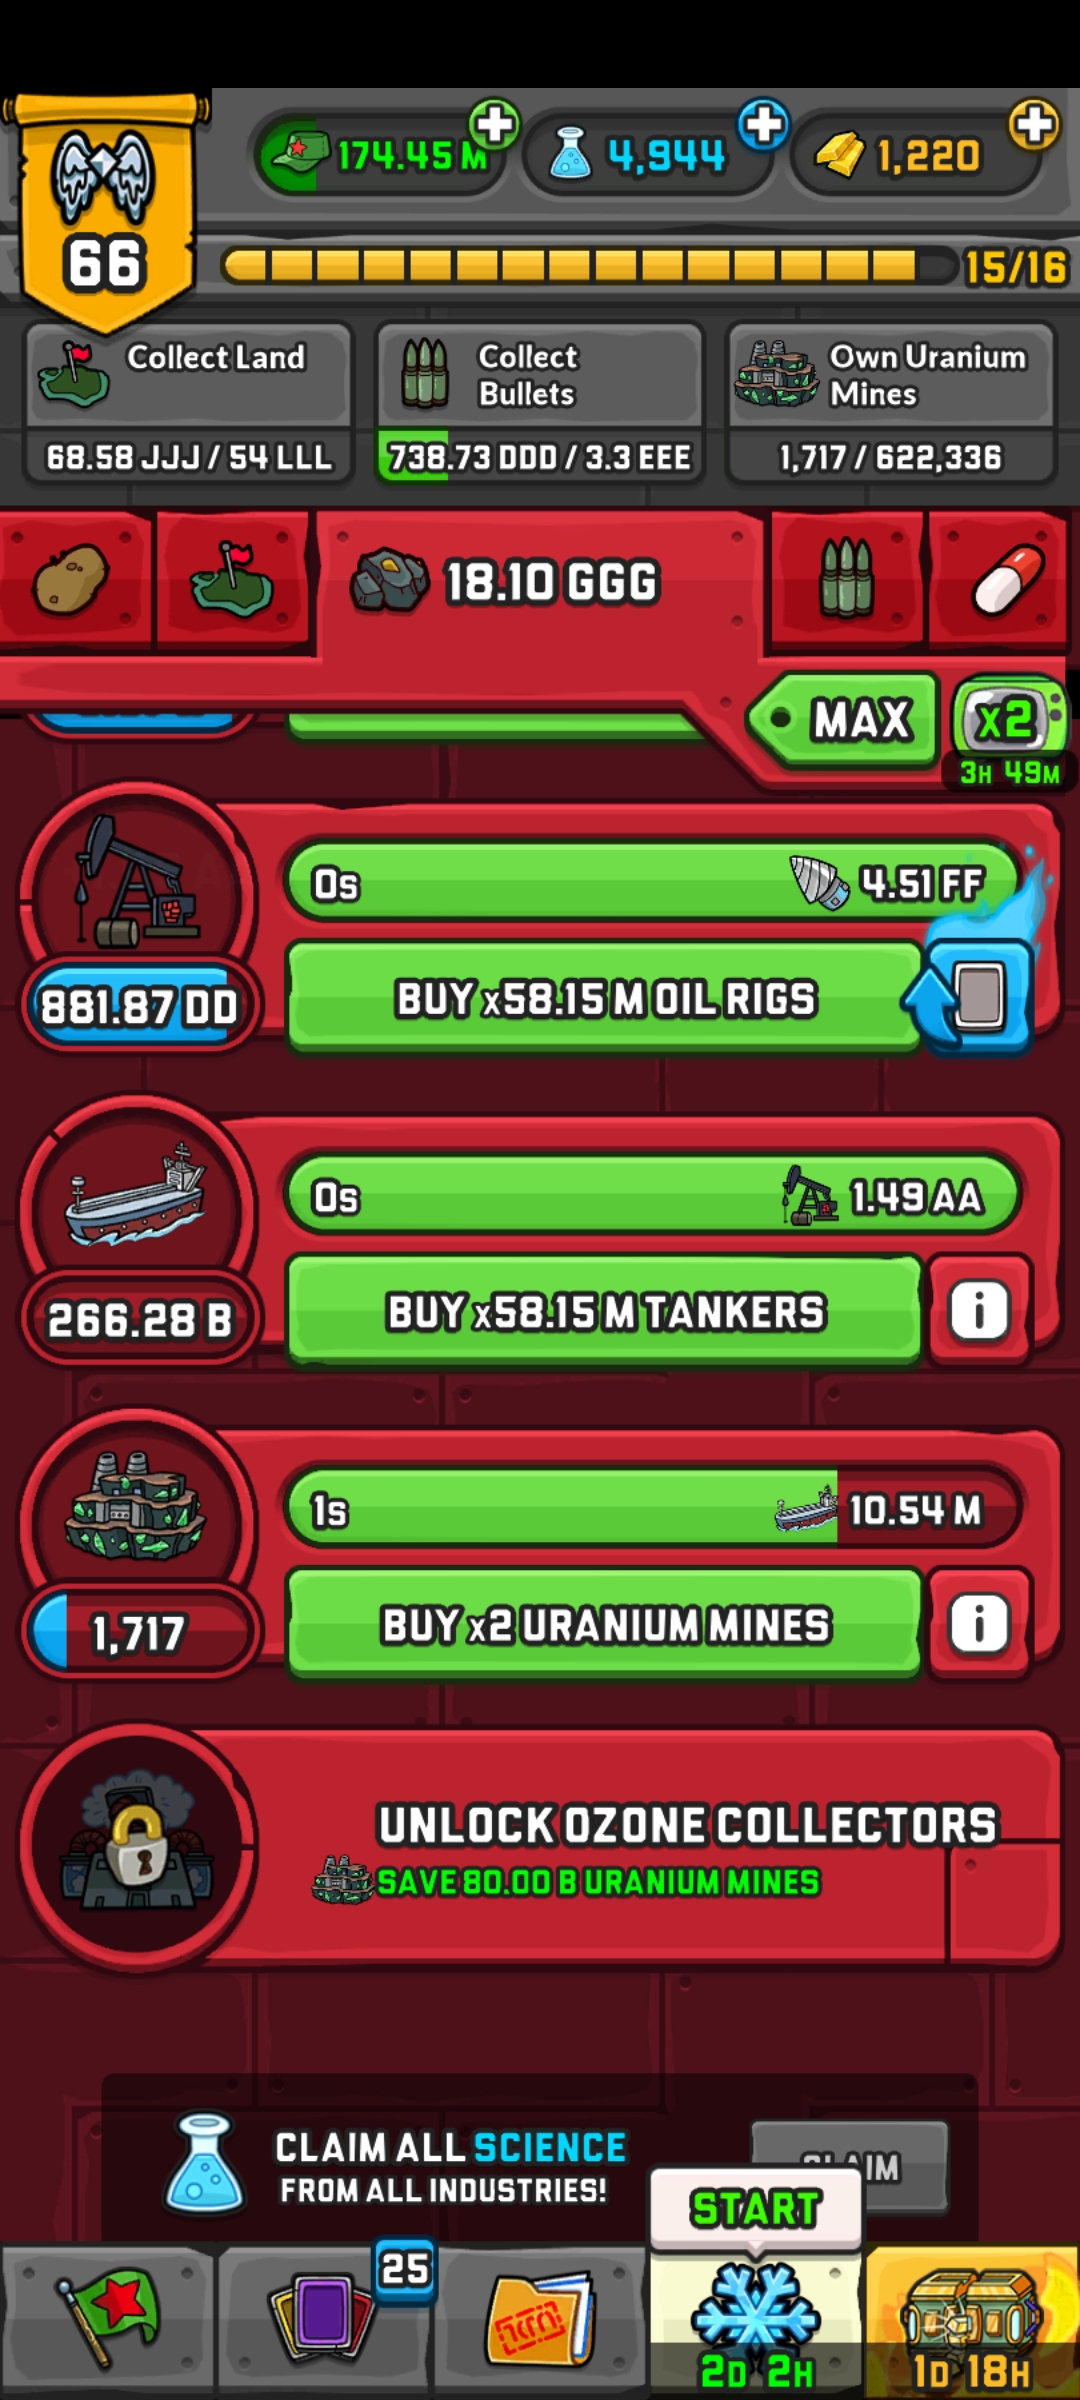 174.45 M
4,944
1,220
66
15/16
Collect Land
68.58 JJJ / 54 LLL
Collect
Bullets
738.73 DDD / 3.3 EEE
Own Uranium
Mines
1,717 / 622,336
18.10 GGG
MAX
x2
3H 49M
0s
4.51 FF
881.87 DD
BUY x58.15 M OIL RIGS
0s
1.49 AA
266.28 B
BUY x58.15 M TANKERS
i
1s
10.54 M
1,717
BUY x2 URANIUM MINES
i
UNLOCK OZONE COLLECTORS
SAVE 80.00 B URANIUM MINES
CLAIM ALL SCIENCE
FROM ALL INDUSTRIES!
CLAIM
START
25
2D 2H
1D 18H